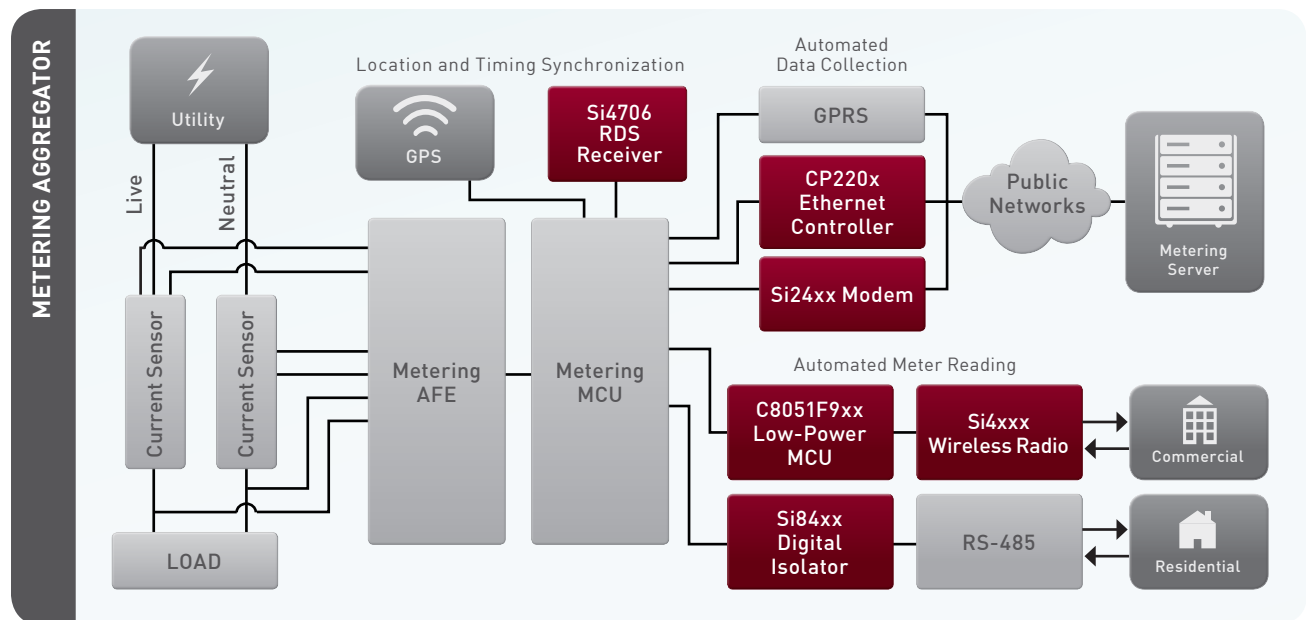 METERING AGGREGATOR
Utility
Live
Neutral
Current Sensor
Current Sensor
LOAD
Location and Timing Synchronization
GPS
Si4706
RDS
Receiver
Metering
AFE
Metering
MCU
Automated
Data Collection
GPRS
CP220x
Ethernet
Controller
Si24xx Modem
Public
Networks
Metering
Server
Automated Meter Reading
C8051F9xx
Low-Power
MCU
Si4xxx
Wireless Radio
Commercial
Si84xx
Digital
Isolator
RS-485
Residential